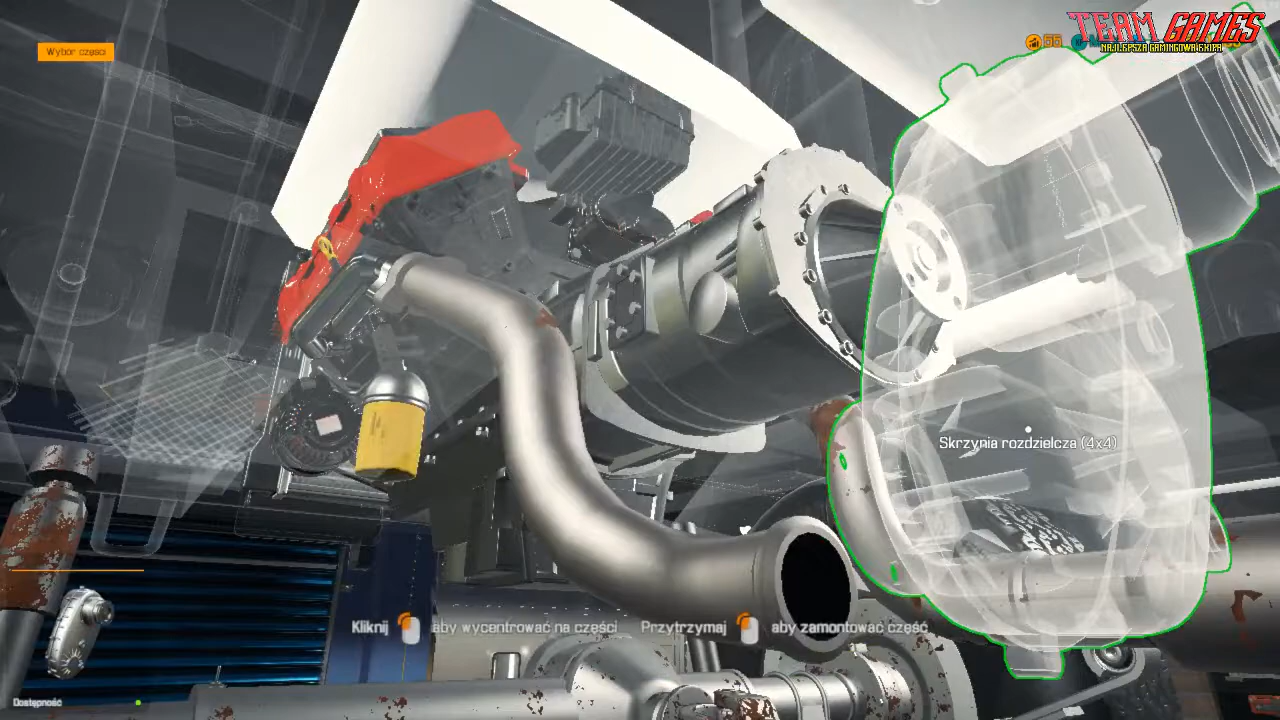 Wybór części
TEAM GAMES
NAJLEPSZA GAMINGOWA EKIPA
66
Skrzynia rozdzielcza (4x4)
Kliknij aby wycentrować na części Przytrzymaj aby zamontować część
Dostępność